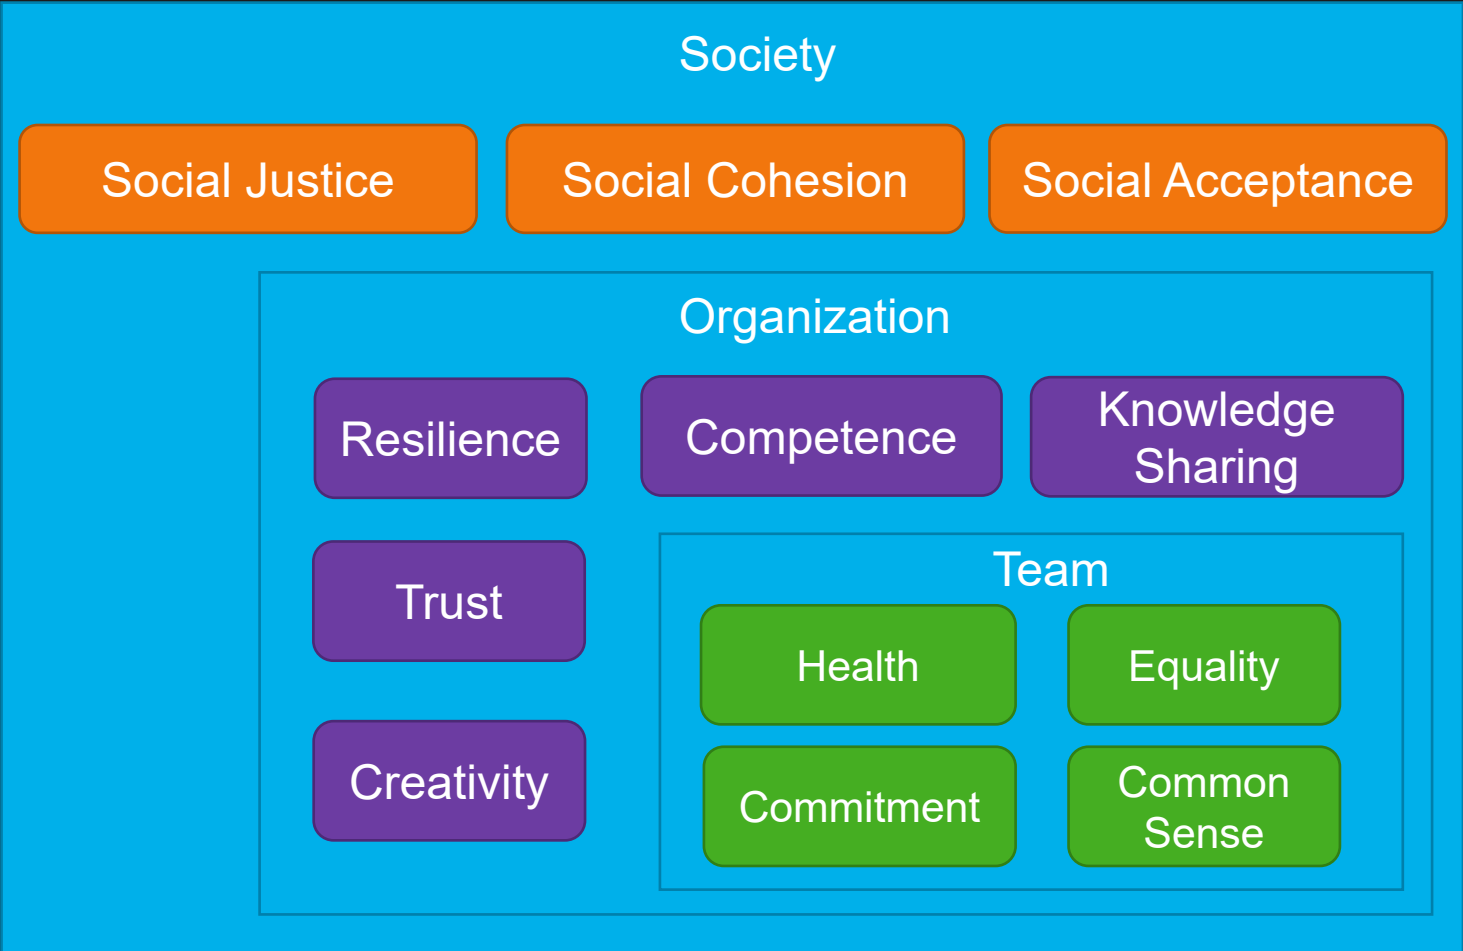 Society
Social Justice
Social Cohesion
Social Acceptance
Organization
Resilience
Competence
Knowledge
Sharing
Trust
Creativity
Team
Health
Equality
Commitment
Common
Sense